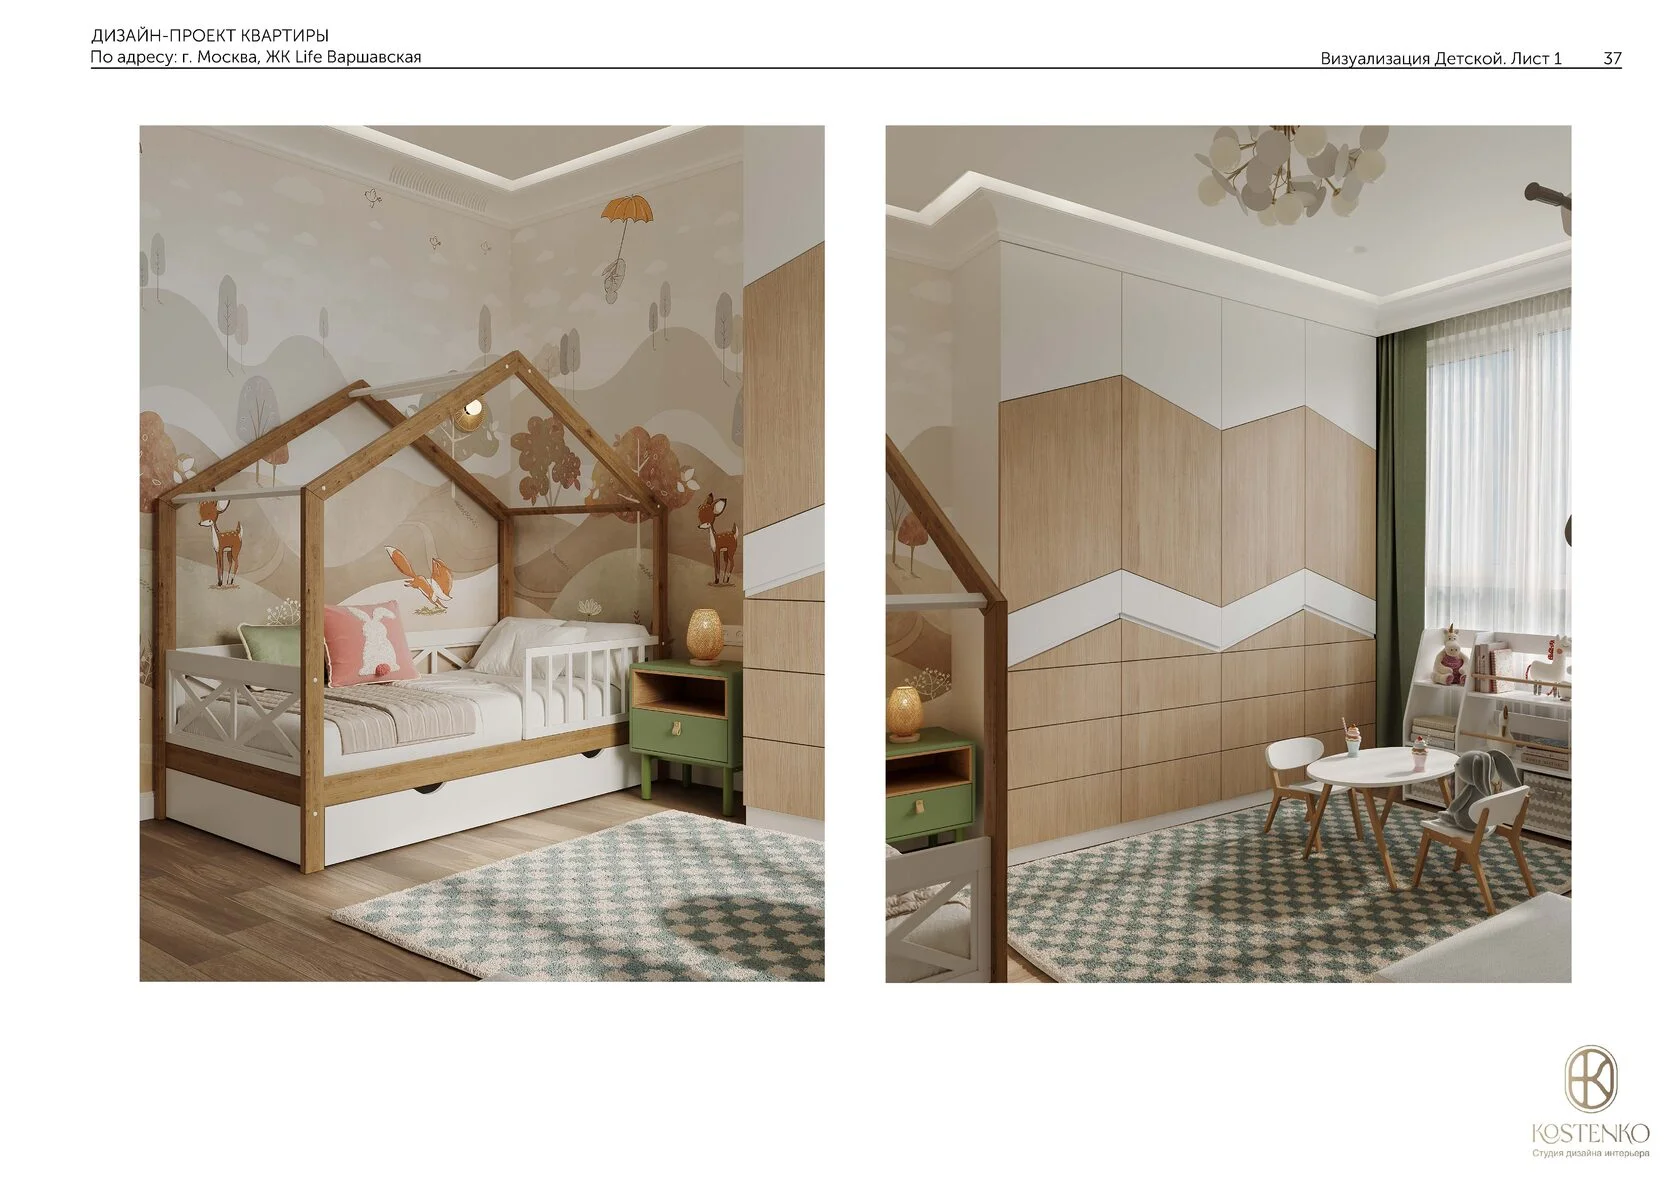 ДИЗАЙН-ПРОЕКТ КВАРТИРЫ
По адресу: г. Москва, ЖК Life Варшавская
Визуализация Детской. Лист 1 37
KOSTENKO
Студия дизайна интерьера